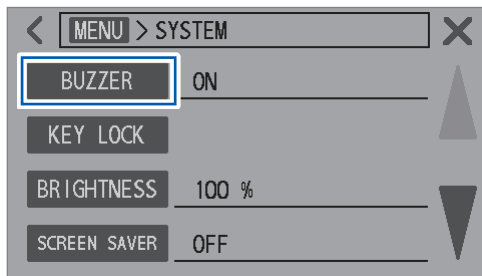 MENU > SYSTEM
BUZZER ON
KEY LOCK
BRIGHTNESS 100 %
SCREEN SAVER OFF